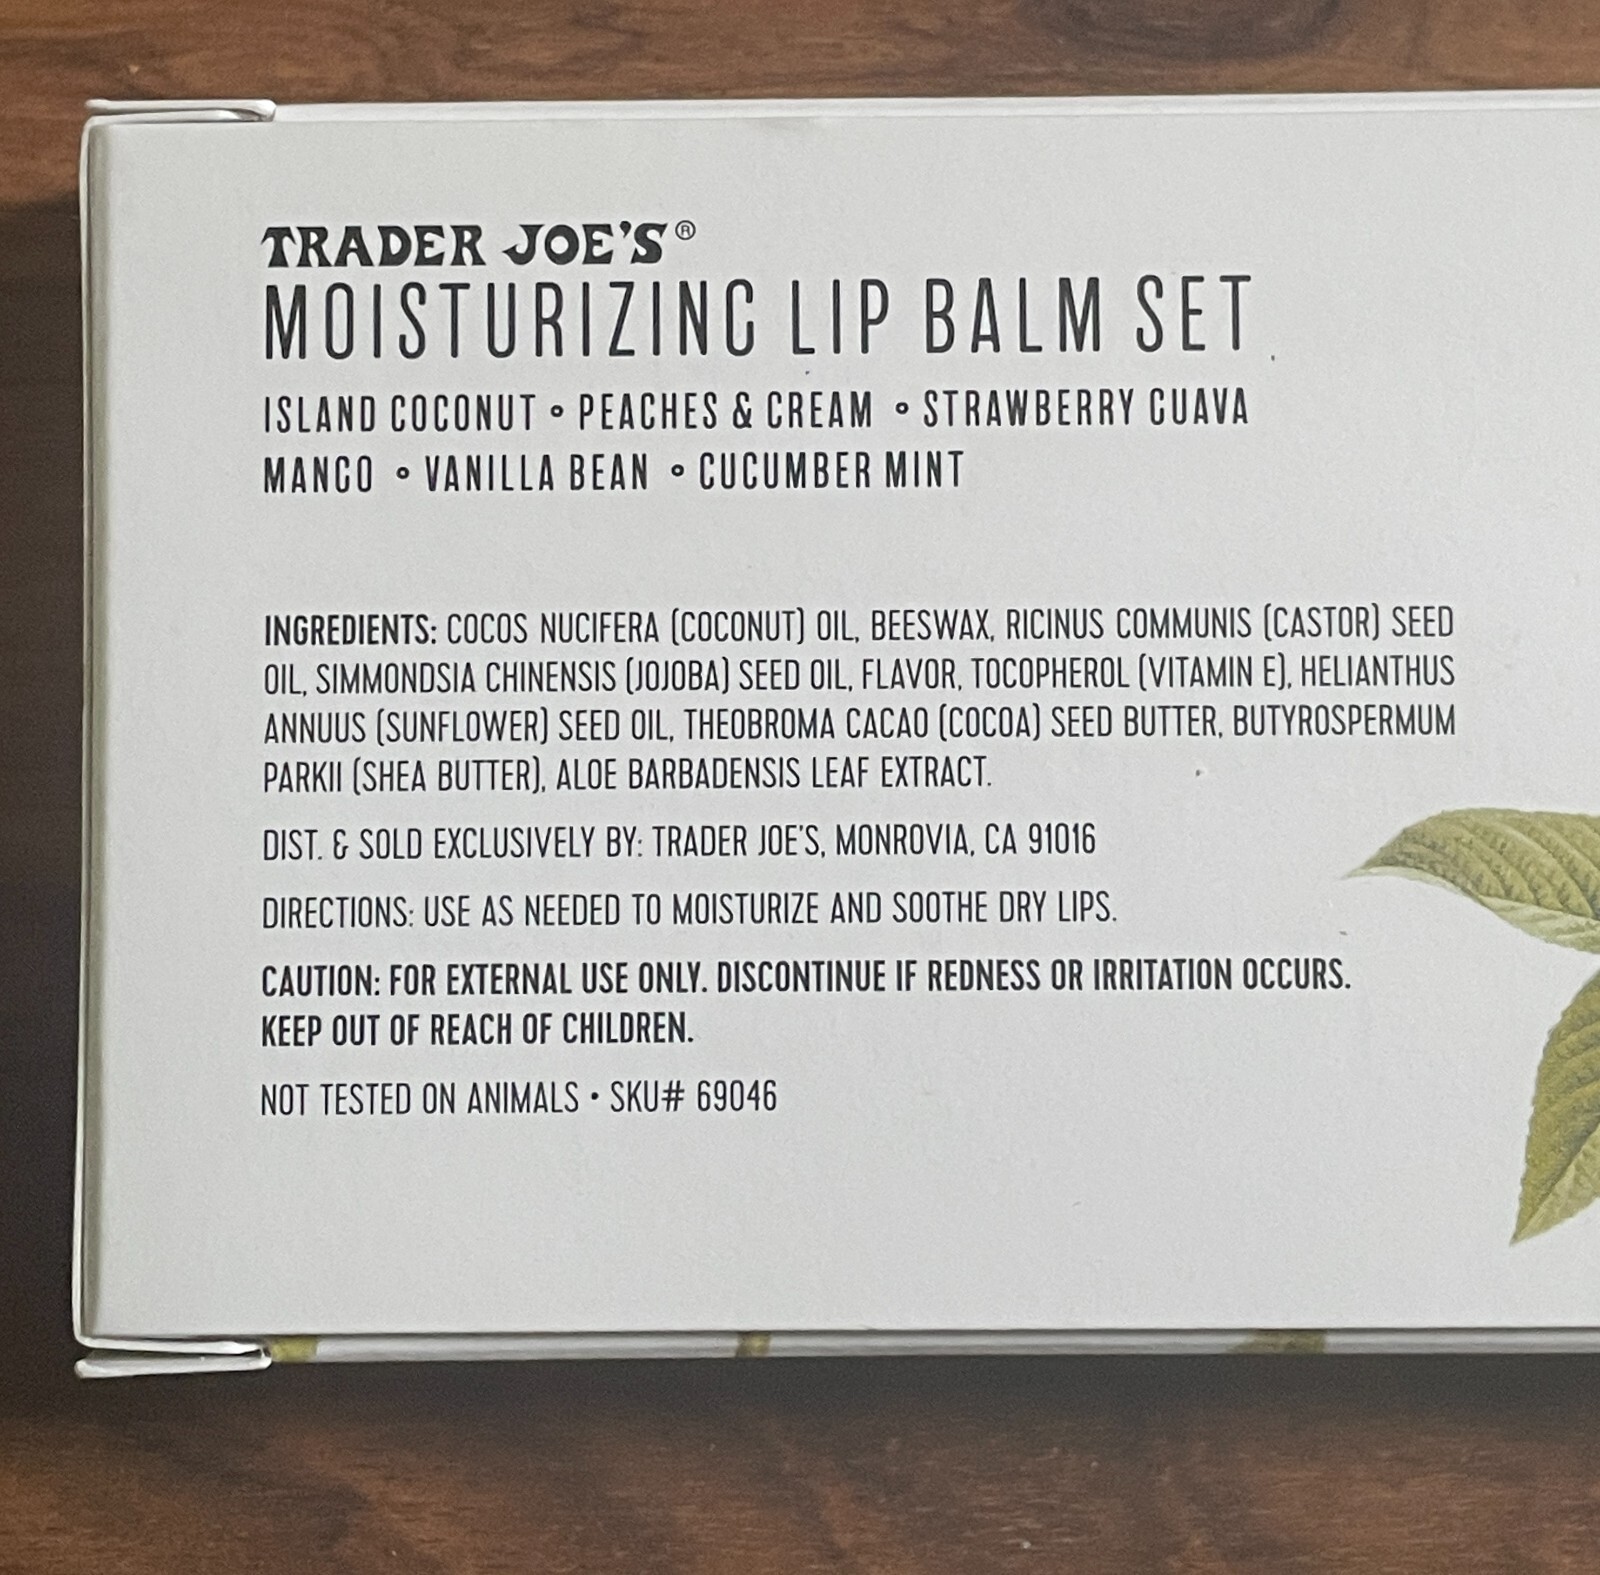 TRADER JOE'S®
MOISTURIZING LIP BALM SET
ISLAND COCONUT ∘ PEACHES & CREAM ∘ STRAWBERRY GUAVA
MANGO ∘ VANILLA BEAN ∘ CUCUMBER MINT
INGREDIENTS: COCOS NUCIFERA (COCONUT) OIL, BEESWAX, RICINUS COMMUNIS (CASTOR) SEED
OIL, SIMMONDSIA CHINENSIS (JOJOBA) SEED OIL, FLAVOR, TOCOPHEROL (VITAMIN E), HELIANTHUS
ANNUUS (SUNFLOWER) SEED OIL, THEOBROMA CACAO (COCOA) SEED BUTTER, BUTYROSPERMUM
PARKII (SHEA BUTTER), ALOE BARBADENSIS LEAF EXTRACT.
DIST. & SOLD EXCLUSIVELY BY: TRADER JOE'S, MONROVIA, CA 91016
DIRECTIONS: USE AS NEEDED TO MOISTURIZE AND SOOTHE DRY LIPS.
CAUTION: FOR EXTERNAL USE ONLY. DISCONTINUE IF REDNESS OR IRRITATION OCCURS.
KEEP OUT OF REACH OF CHILDREN.
NOT TESTED ON ANIMALS • SKU# 69046